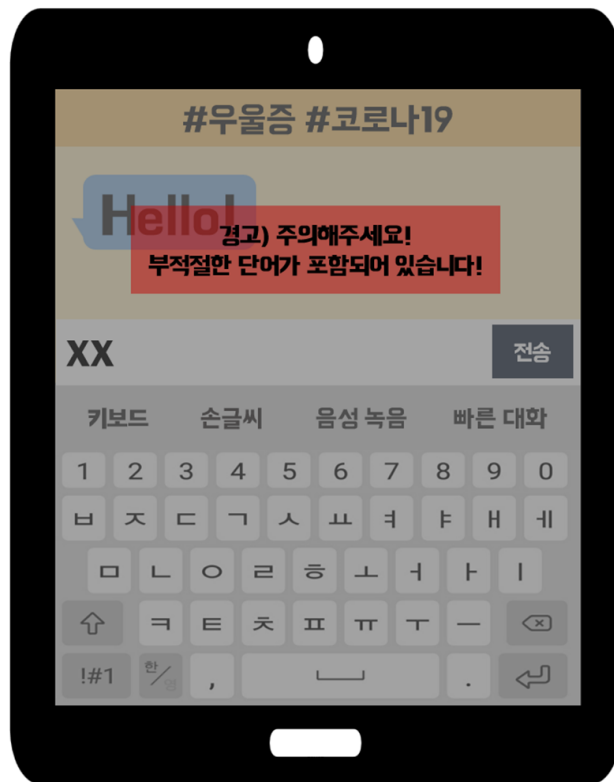 #우울증 #코로나19
Hello!
경고) 주의해주세요!
부적절한 단어가 포함되어 있습니다!
XX 전송
키보드 손글씨 음성 녹음 빠른 대화
1 2 3 4 5 6 7 8 9 0
ㅂ ㅈ ㄷ ㄱ ㅅ ㅛ ㅕ ㅑ ㅐ ㅔ
ㅁ ㄴ ㅇ ㄹ ㅎ ㅗ ㅓ ㅏ ㅣ
ㅋ ㅌ ㅊ ㅍ ㅠ ㅜ ㅡ
!#1 한/영 , .